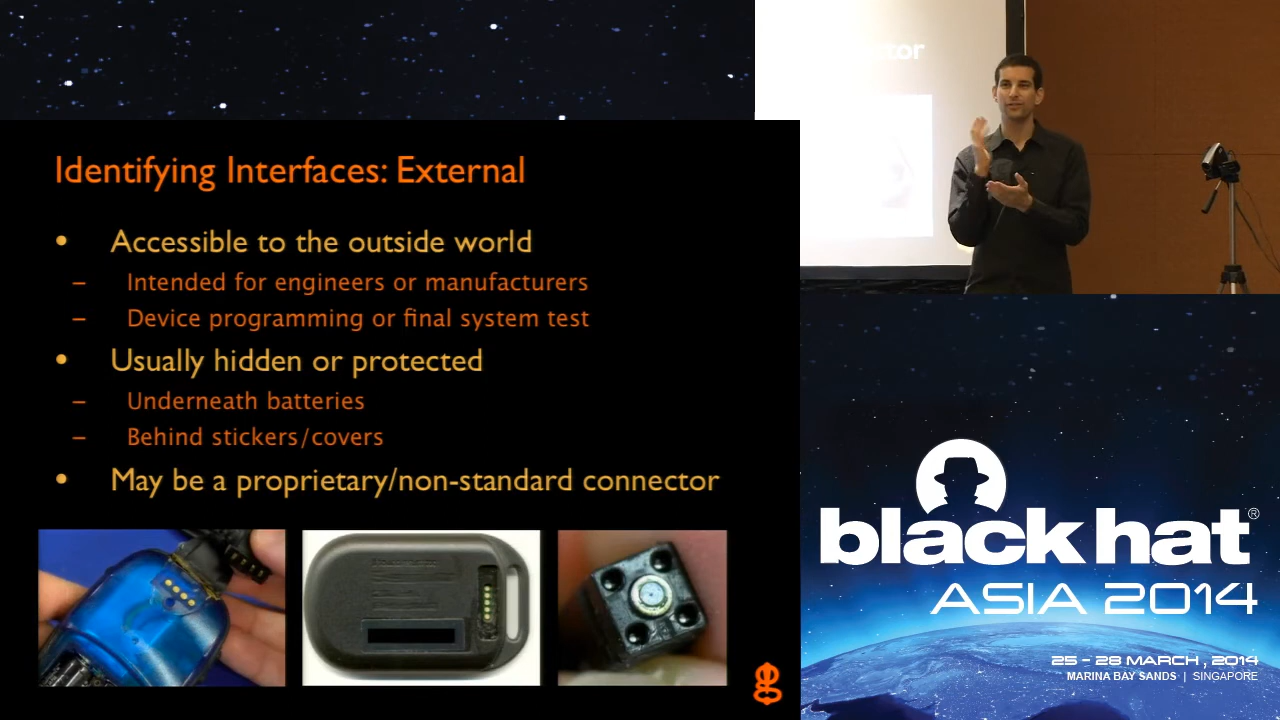 Identifying Interfaces: External
• Accessible to the outside world
– Intended for engineers or manufacturers
– Device programming or final system test
• Usually hidden or protected
– Underneath batteries
– Behind stickers/covers
• May be a proprietary/non-standard connector
black hat®
ASIA 2014
25 - 28 MARCH, 2014
MARINA BAY SANDS | SINGAPORE